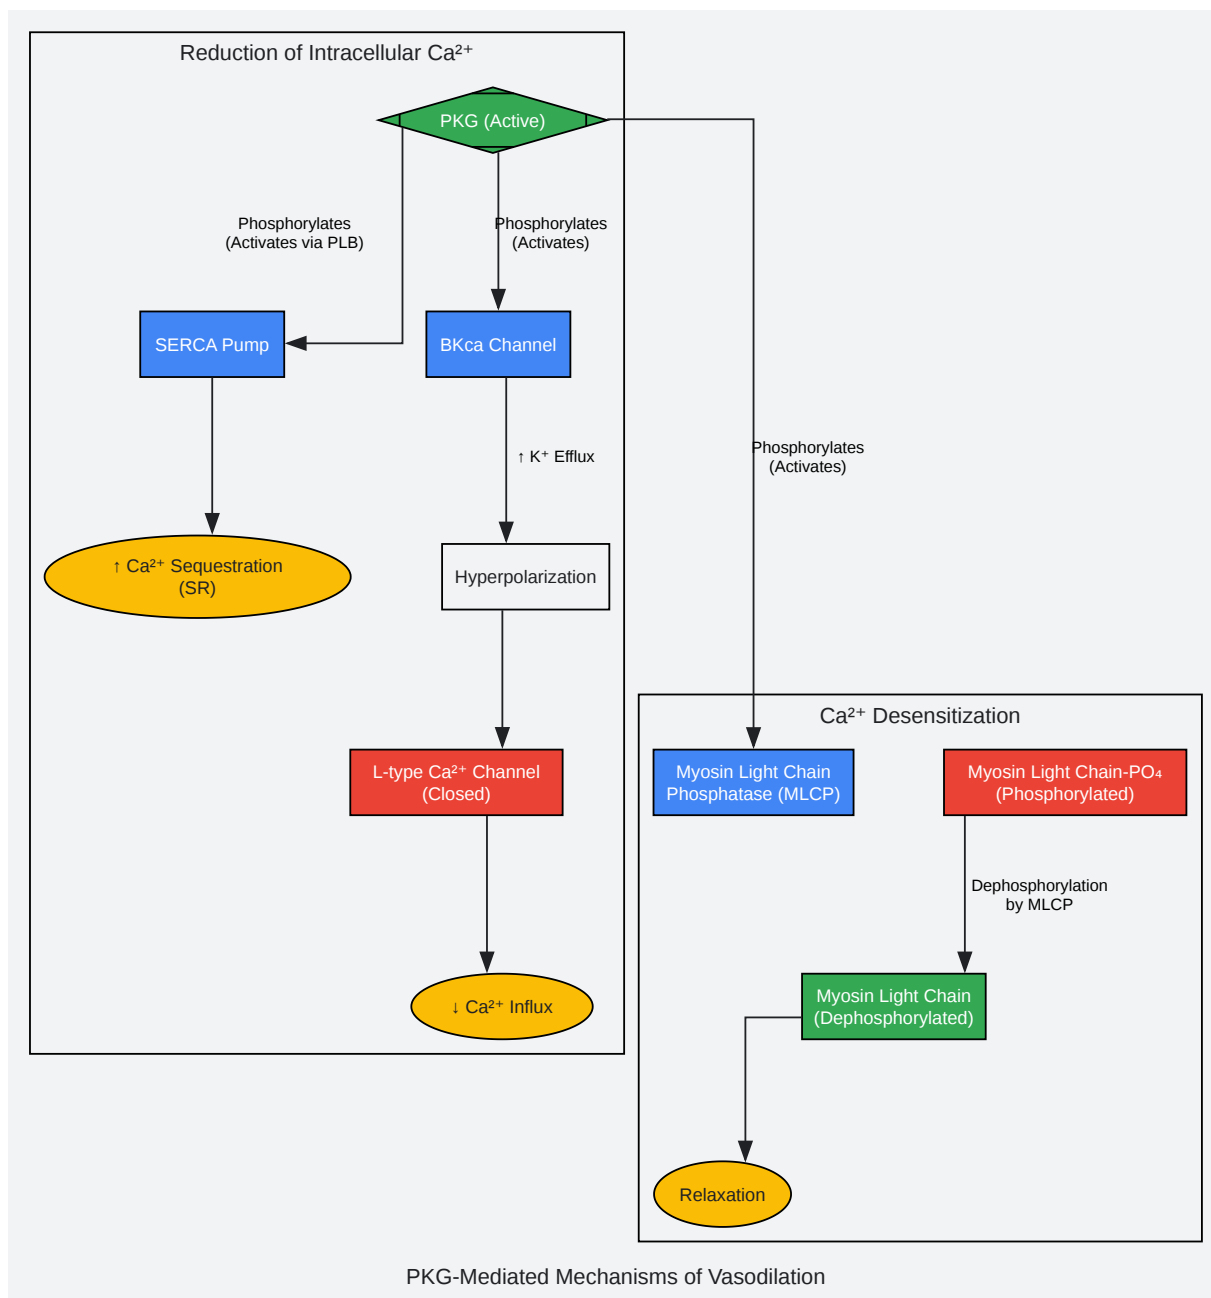 Reduction of Intracellular Ca²⁺
PKG (Active)
Phosphorylates
(Activates via PLB)
Phosphorylates
(Activates)
SERCA Pump
BKca Channel
Phosphorylates
(Activates)
↑ K⁺ Efflux
↑ Ca²⁺ Sequestration
(SR)
Hyperpolarization
Ca²⁺ Desensitization
L-type Ca²⁺ Channel
(Closed)
Myosin Light Chain
Phosphatase (MLCP)
Myosin Light Chain-PO₄
(Phosphorylated)
Dephosphorylation
by MLCP
↓ Ca²⁺ Influx
Myosin Light Chain
(Dephosphorylated)
Relaxation
PKG-Mediated Mechanisms of Vasodilation